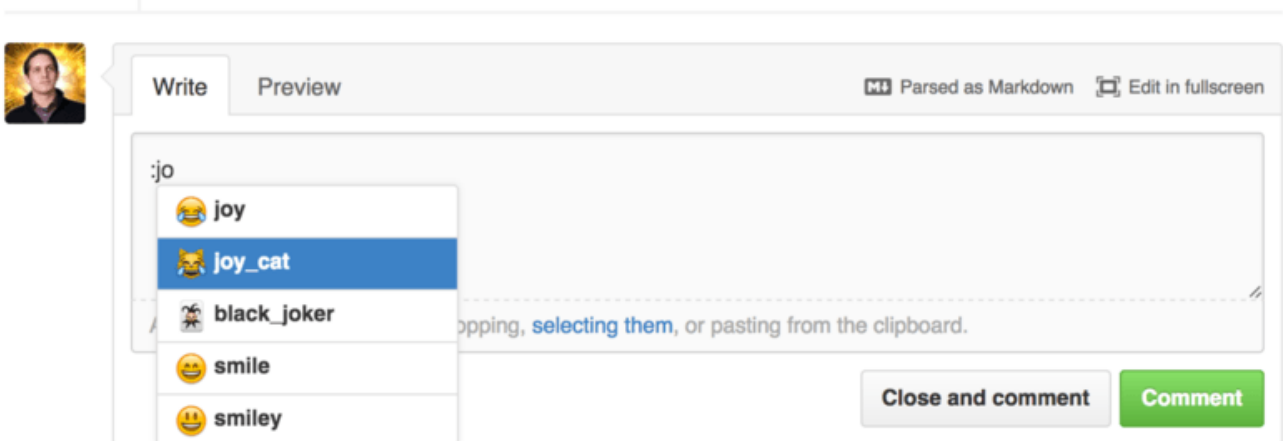 Write Preview Parsed as Markdown Edit in fullscreen
:jo
joy
joy_cat
black_joker
opping, selecting them, or pasting from the clipboard.
smile
smiley
Close and comment Comment